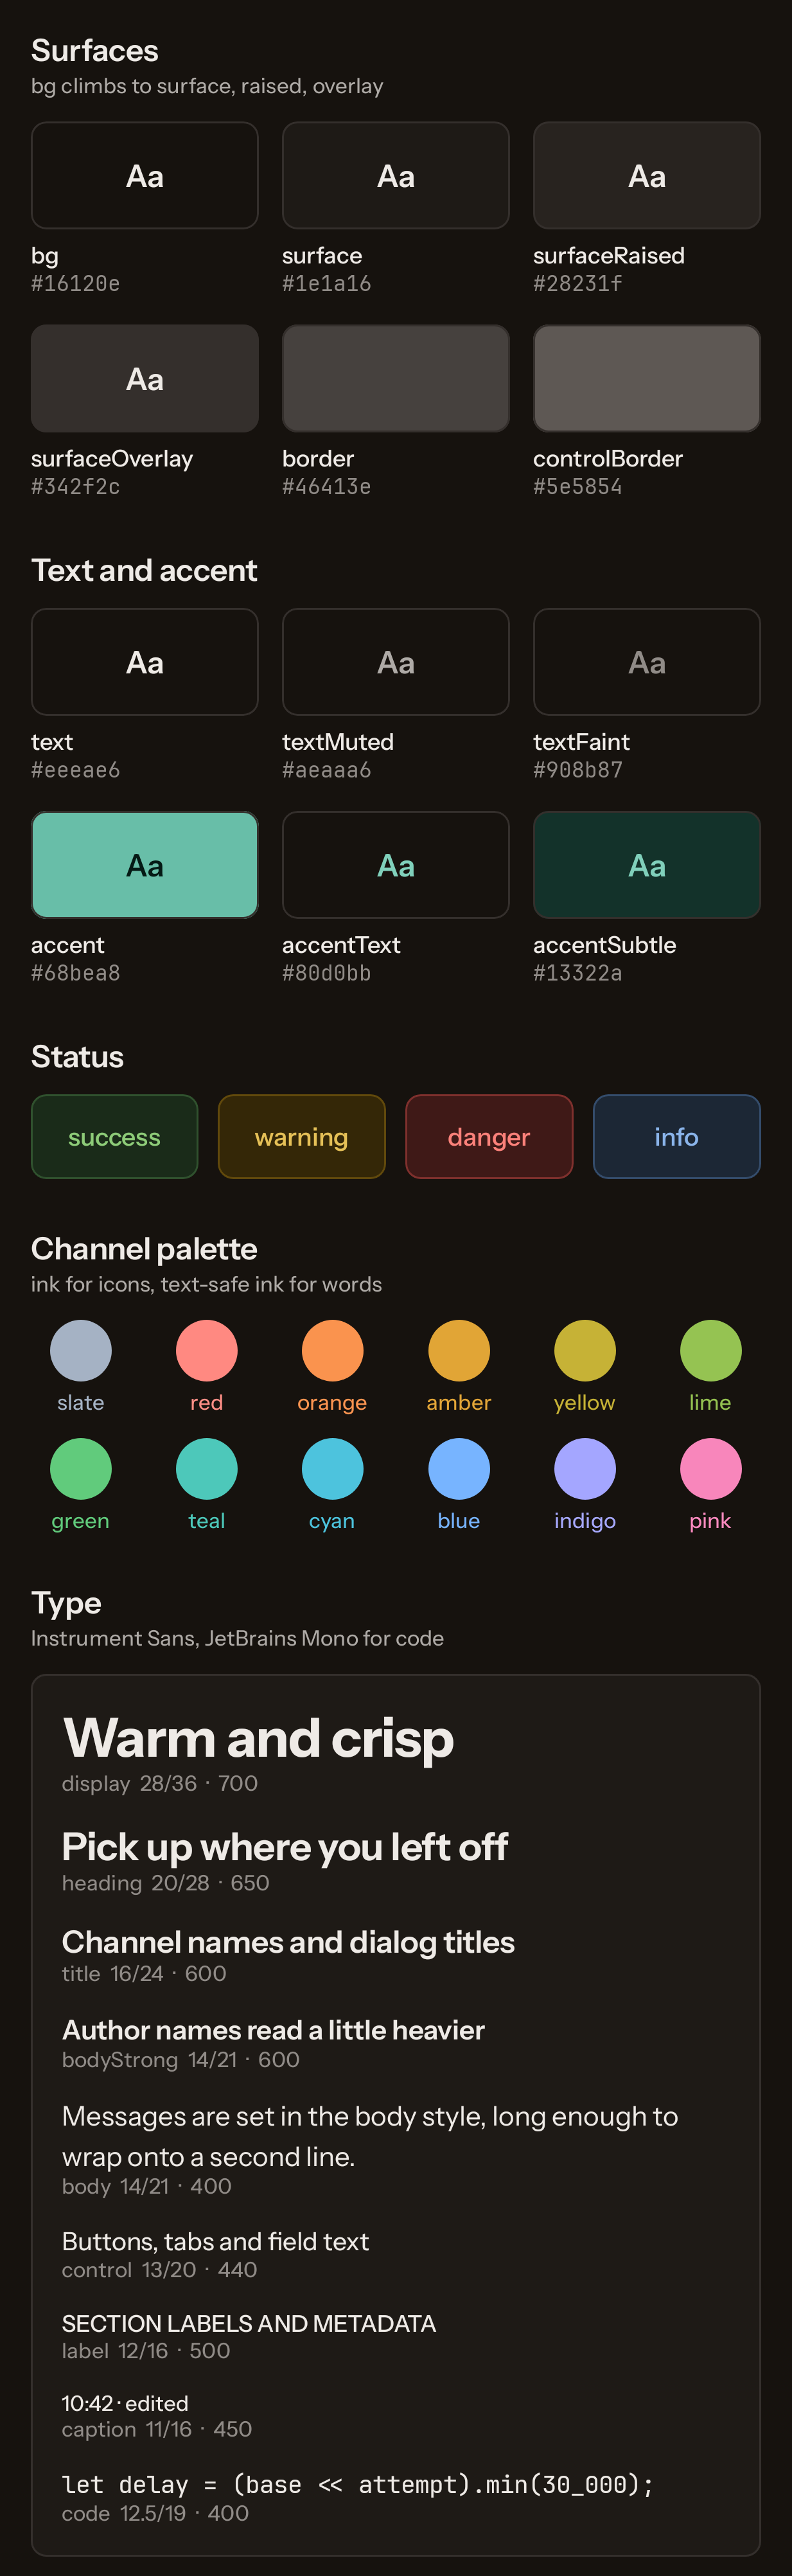 Surfaces
bg climbs to surface, raised, overlay
Aa Aa Aa
bg surface surfaceRaised
#16120e #1e1a16 #28231f
Aa
surfaceOverlay border controlBorder
#342f2c #46413e #5e5854
Text and accent
Aa Aa Aa
text textMuted textFaint
#eeeae6 #aeaaa6 #908b87
Aa Aa Aa
accent accentText accentSubtle
#68bea8 #80d0bb #13322a
Status
success warning danger info
Channel palette
ink for icons, text-safe ink for words
slate red orange amber yellow lime
green teal cyan blue indigo pink
Type
Instrument Sans, JetBrains Mono for code
Warm and crisp
display 28/36 · 700
Pick up where you left off
heading 20/28 · 650
Channel names and dialog titles
title 16/24 · 600
Author names read a little heavier
bodyStrong 14/21 · 600
Messages are set in the body style, long enough to
wrap onto a second line.
body 14/21 · 400
Buttons, tabs and field text
control 13/20 · 440
SECTION LABELS AND METADATA
label 12/16 · 500
10:42 · edited
caption 11/16 · 450
let delay = (base << attempt).min(30_000);
code 12.5/19 · 400